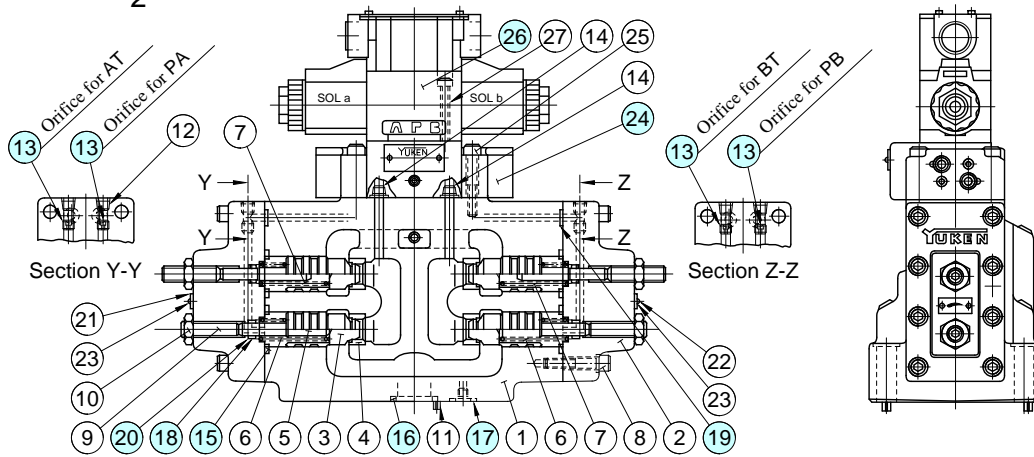 2
Orifice for AT
Orifice for PA
13
13
12
26
27
14
25
14
24
SOL a
SOL b
A P B
YUKEN
7
Y
Z
Y
Z
Section Y-Y
21
23
10
9
20
18
15
6
5
3
4
16
11
17
1
6
7
8
2
19
23
22
Orifice for BT
Orifice for PB
13
13
Section Z-Z
YUKEN